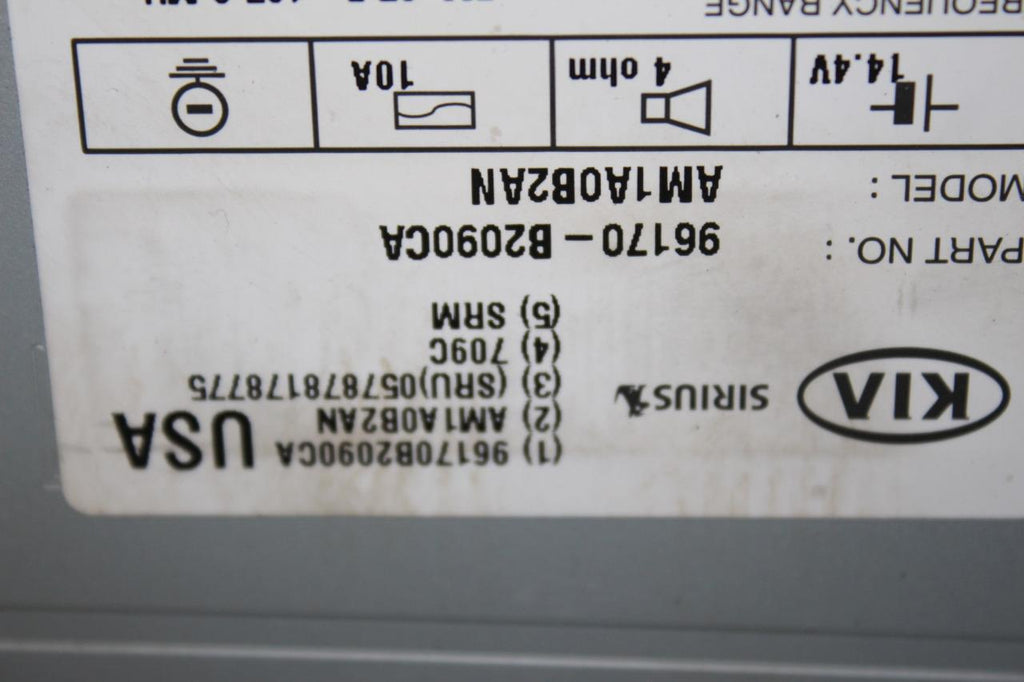 KIA
SIRIUS
(1) 96170B2090CA
(2) AM1A0B2AN
(3) (SRU)057878178775
(4) 709C
(5) SRM
USA
PART NO. : 96170-B2090CA
MODEL : AM1A0B2AN
14.4V
4 ohm
10A
RANGE